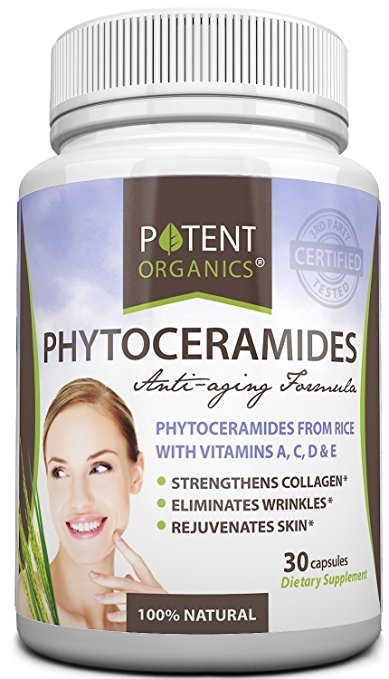 POTENT
ORGANICS®
3RD PARTY
CERTIFIED
TESTED
PHYTOCERAMIDES
Anti-aging Formula
PHYTOCERAMIDES FROM RICE
WITH VITAMINS A, C, D & E
• STRENGTHENS COLLAGEN*
• ELIMINATES WRINKLES*
• REJUVENATES SKIN*
30 capsules
Dietary Supplement
100% NATURAL